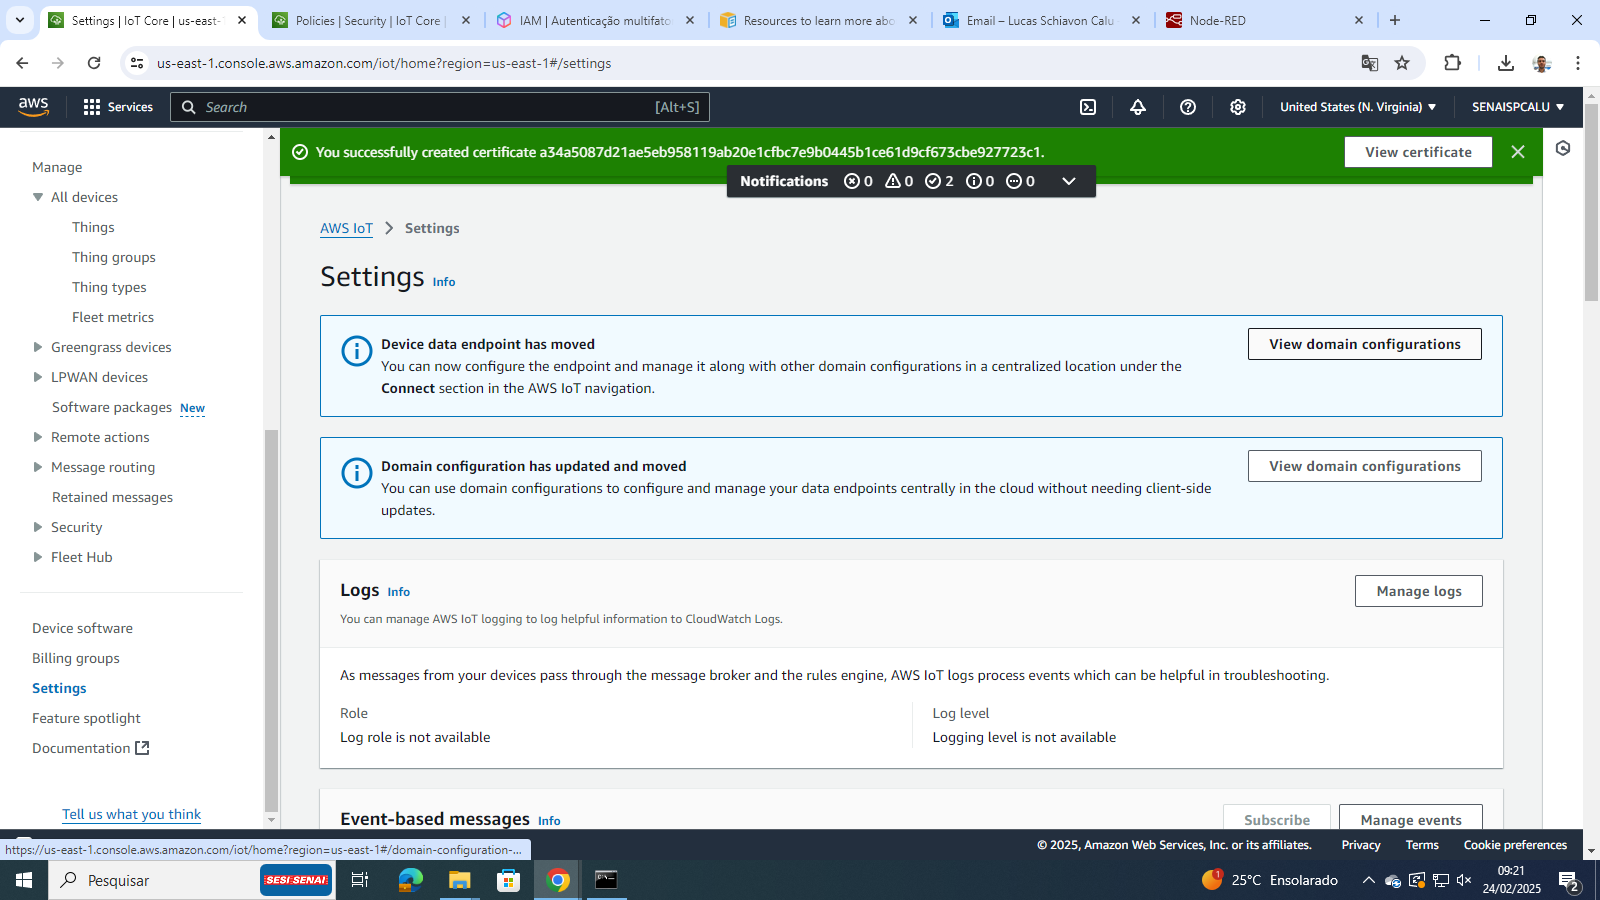 Settings | IoT Core | us-east-
Policies | Security | IoT Core |
IAM | Autenticação multifato
Resources to learn more abo
Email – Lucas Schiavon Calu
Node-RED
us-east-1.console.aws.amazon.com/iot/home?region=us-east-1#/settings
aws
Services
Search
[Alt+S]
United States (N. Virginia)
SENAISPCALU
You successfully created certificate a34a5087d21ae5eb958119ab20e1cfbc7e9b0445b1ce61d9cf673cbe927723c1.
View certificate
Notifications 0 0 2 0 0
Manage
All devices
Things
Thing groups
Thing types
Fleet metrics
Greengrass devices
LPWAN devices
Software packages New
Remote actions
Message routing
Retained messages
Security
Fleet Hub
Device software
Billing groups
Settings
Feature spotlight
Documentation
Tell us what you think
AWS IoT > Settings
Settings Info
Device data endpoint has moved
You can now configure the endpoint and manage it along with other domain configurations in a centralized location under the
Connect section in the AWS IoT navigation.
View domain configurations
Domain configuration has updated and moved
You can use domain configurations to configure and manage your data endpoints centrally in the cloud without needing client-side
updates.
View domain configurations
Logs Info
You can manage AWS IoT logging to log helpful information to CloudWatch Logs.
Manage logs
As messages from your devices pass through the message broker and the rules engine, AWS IoT logs process events which can be helpful in troubleshooting.
Role
Log role is not available
Log level
Logging level is not available
Event-based messages Info
Subscribe
Manage events
https://us-east-1.console.aws.amazon.com/iot/home?region=us-east-1#/domain-configuration-...
© 2025, Amazon Web Services, Inc. or its affiliates.
Privacy
Terms
Cookie preferences
Pesquisar
SESI SENAI
1
25°C Ensolarado
09:21
24/02/2025
2